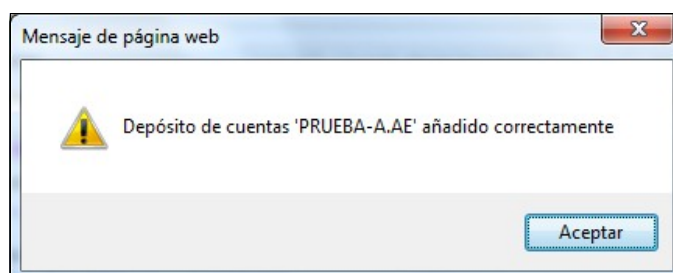 Mensaje de página web
Depósito de cuentas 'PRUEBA-A.AE' añadido correctamente
Aceptar